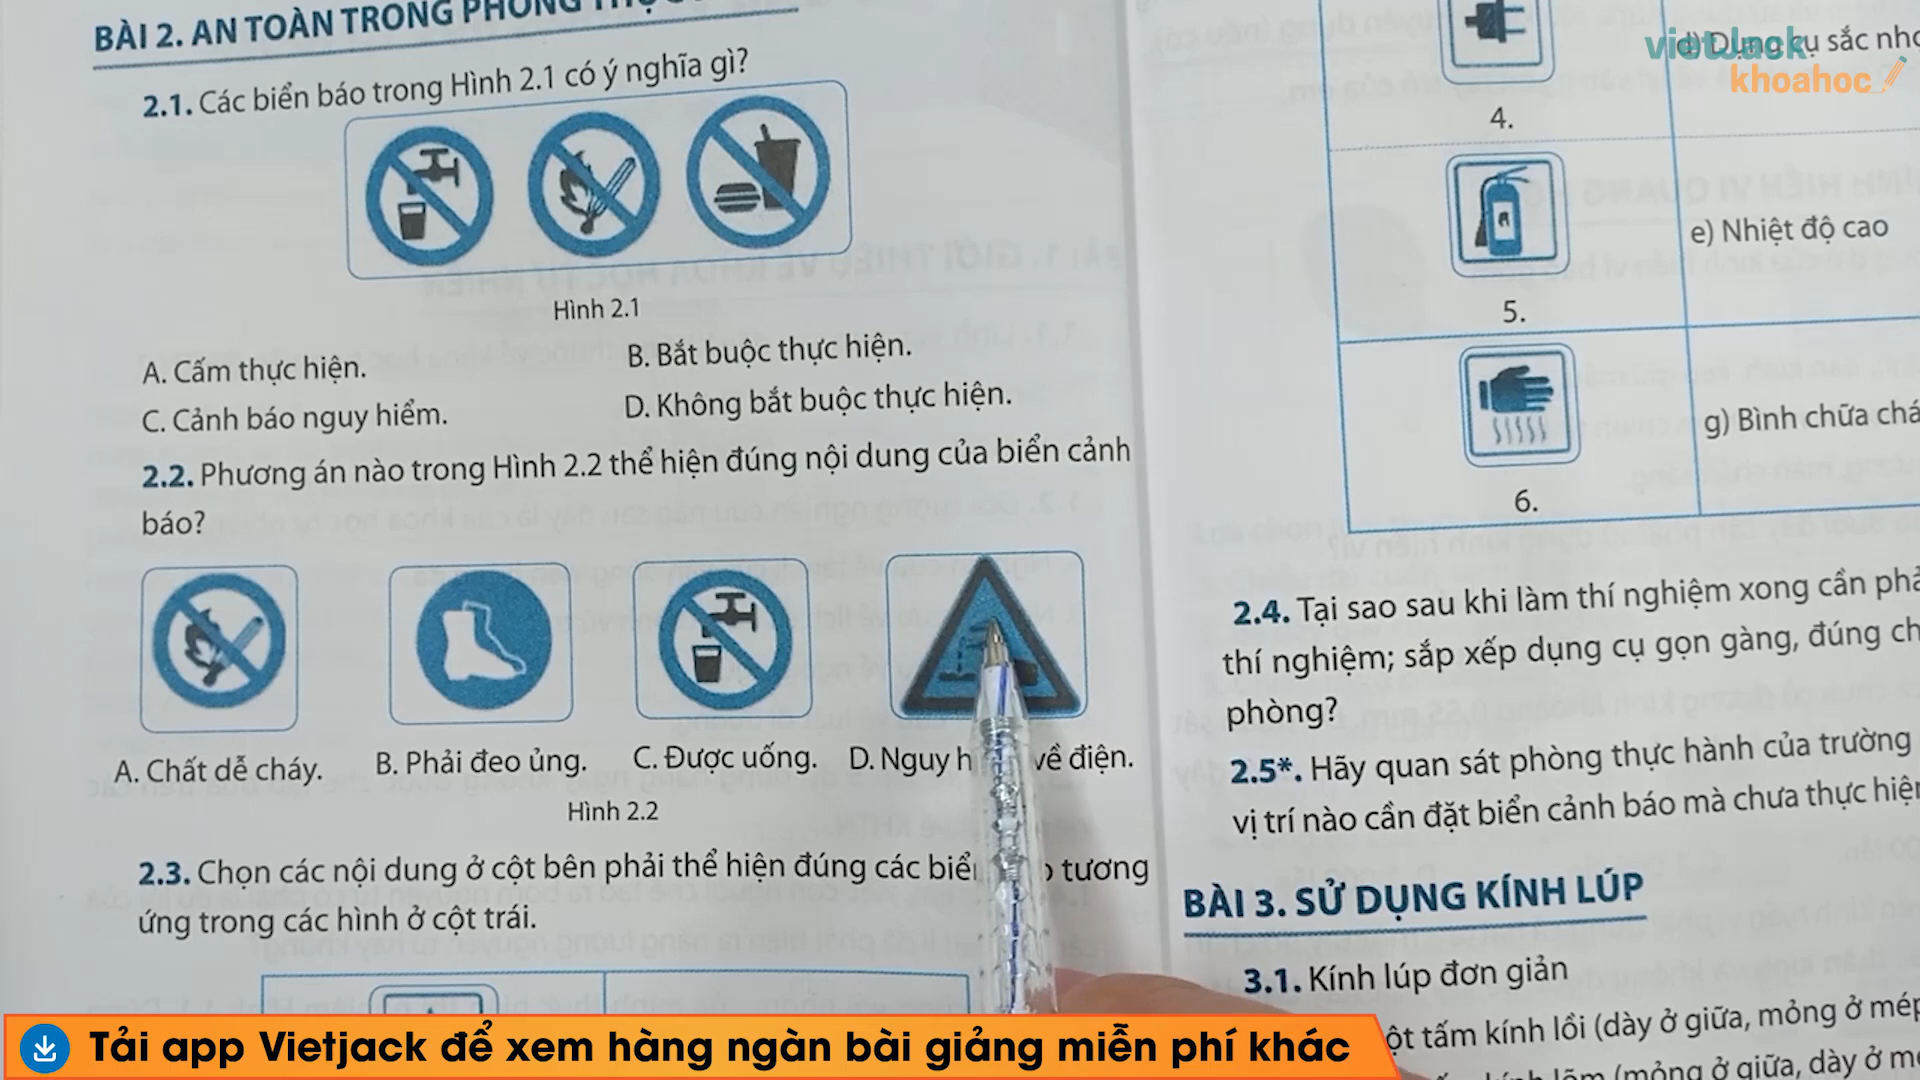 BÀI 2. AN TOÀN TRONG PHÒNG
2.1. Các biển báo trong Hình 2.1 có ý nghĩa gì?
Hình 2.1
A. Cấm thực hiện.
B. Bắt buộc thực hiện.
C. Cảnh báo nguy hiểm.
D. Không bắt buộc thực hiện.
2.2. Phương án nào trong Hình 2.2 thể hiện đúng nội dung của biển cảnh
báo?
A. Chất dễ cháy.
B. Phải đeo ủng.
C. Được uống.
D. Nguy về điện.
Hình 2.2
2.3. Chọn các nội dung ở cột bên phải thể hiện đúng các tương
ứng trong các hình ở cột trái.
d) Dụng cụ sắc
4.
5.
e) Nhiệt độ cao
6.
g) Bình chữa
2.4. Tại sao sau khi làm thí nghiệm xong cần
thí nghiệm; sắp xếp dụng cụ gọn gàng, đúng
phòng?
2.5*. Hãy quan sát phòng thực hành của trường
vị trí nào cần đặt biển cảnh báo mà chưa thực
BÀI 3. SỬ DỤNG KÍNH LÚP
3.1. Kính lúp đơn giản
tấm kính lồi (dày ở giữa, mỏng ở
kính lõm (mỏng ở giữa, dày ở
vietJack
khoahoc
Tải app Vietjack để xem hàng ngàn bài giảng miễn phí khác